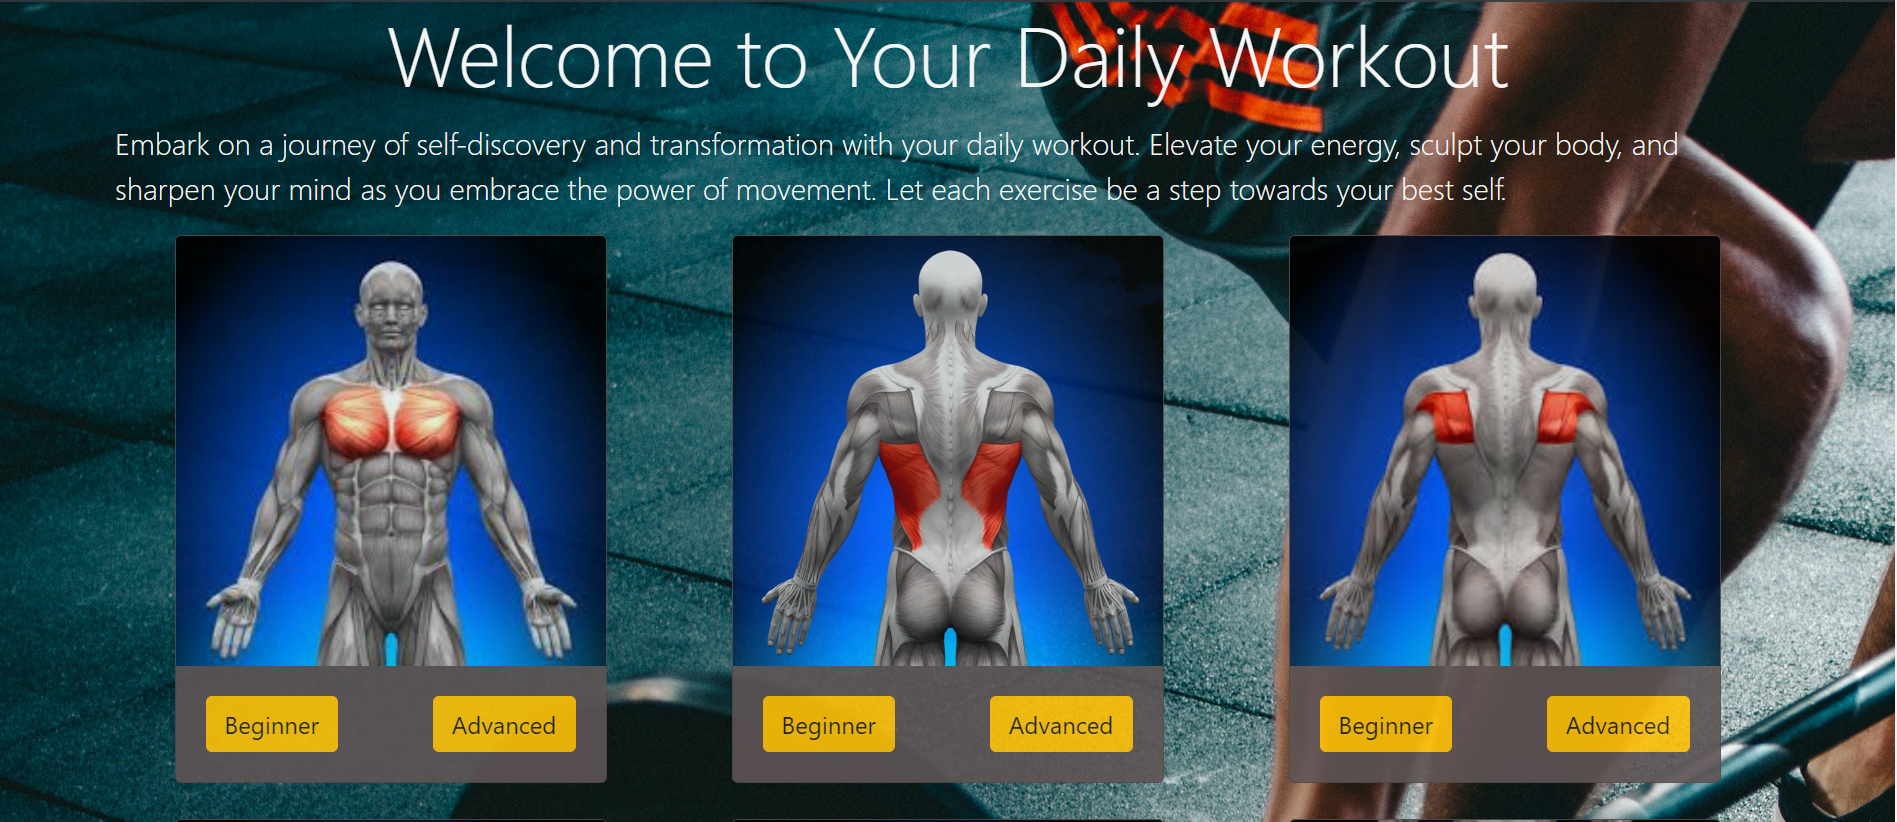 Welcome to Your Daily Workout
Embark on a journey of self-discovery and transformation with your daily workout. Elevate your energy, sculpt your body, and
sharpen your mind as you embrace the power of movement. Let each exercise be a step towards your best self.
Beginner Advanced Beginner Advanced Beginner Advanced